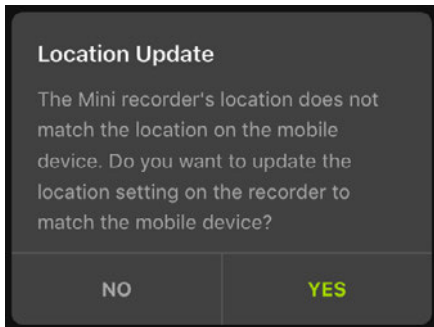 Location Update
The Mini recorder's location does not
match the location on the mobile
device. Do you want to update the
location setting on the recorder to
match the mobile device?
NO
YES